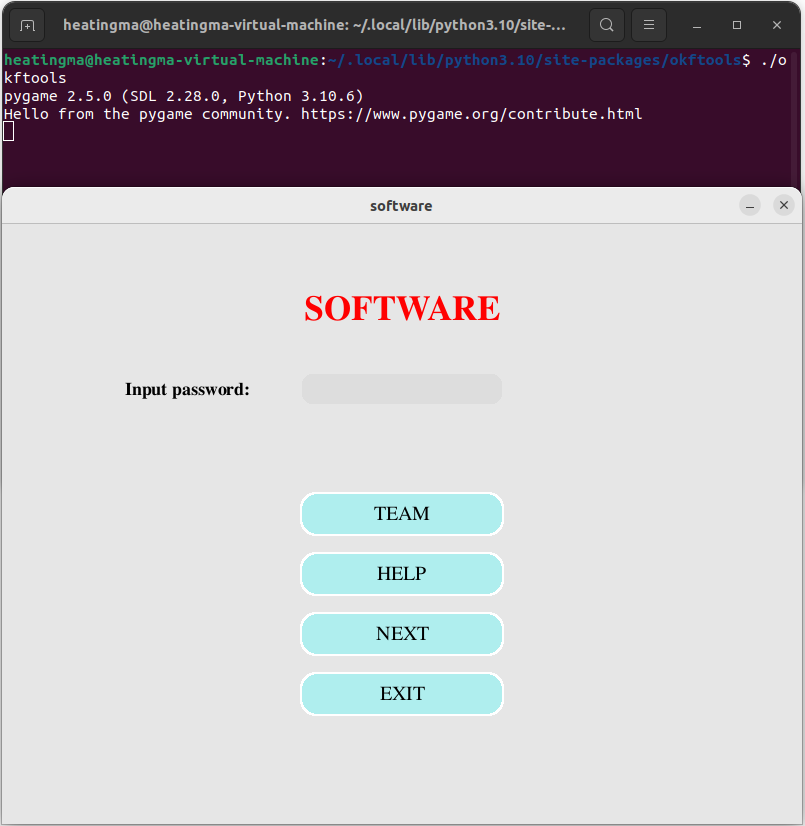 heatingma@heatingma-virtual-machine: ~/.local/lib/python3.10/site-...
heatingma@heatingma-virtual-machine:~/.local/lib/python3.10/site-packages/okftools$ ./o
kftools
pygame 2.5.0 (SDL 2.28.0, Python 3.10.6)
Hello from the pygame community. https://www.pygame.org/contribute.html
software
SOFTWARE
Input password:
TEAM
HELP
NEXT
EXIT